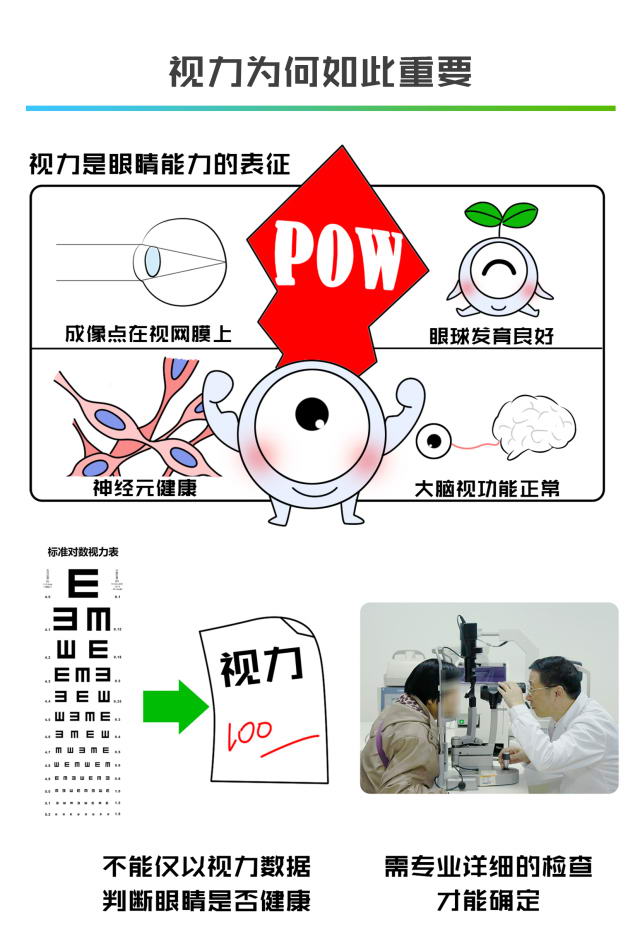 视力为何如此重要
视力是眼睛能力的表征
POW
成像点在视网膜上
眼球发育良好
神经元健康
大脑视功能正常
标准对数视力表
E
4.0 0.1
视力
100
不能仅以视力数据
判断眼睛是否健康
需专业详细的检查
才能确定